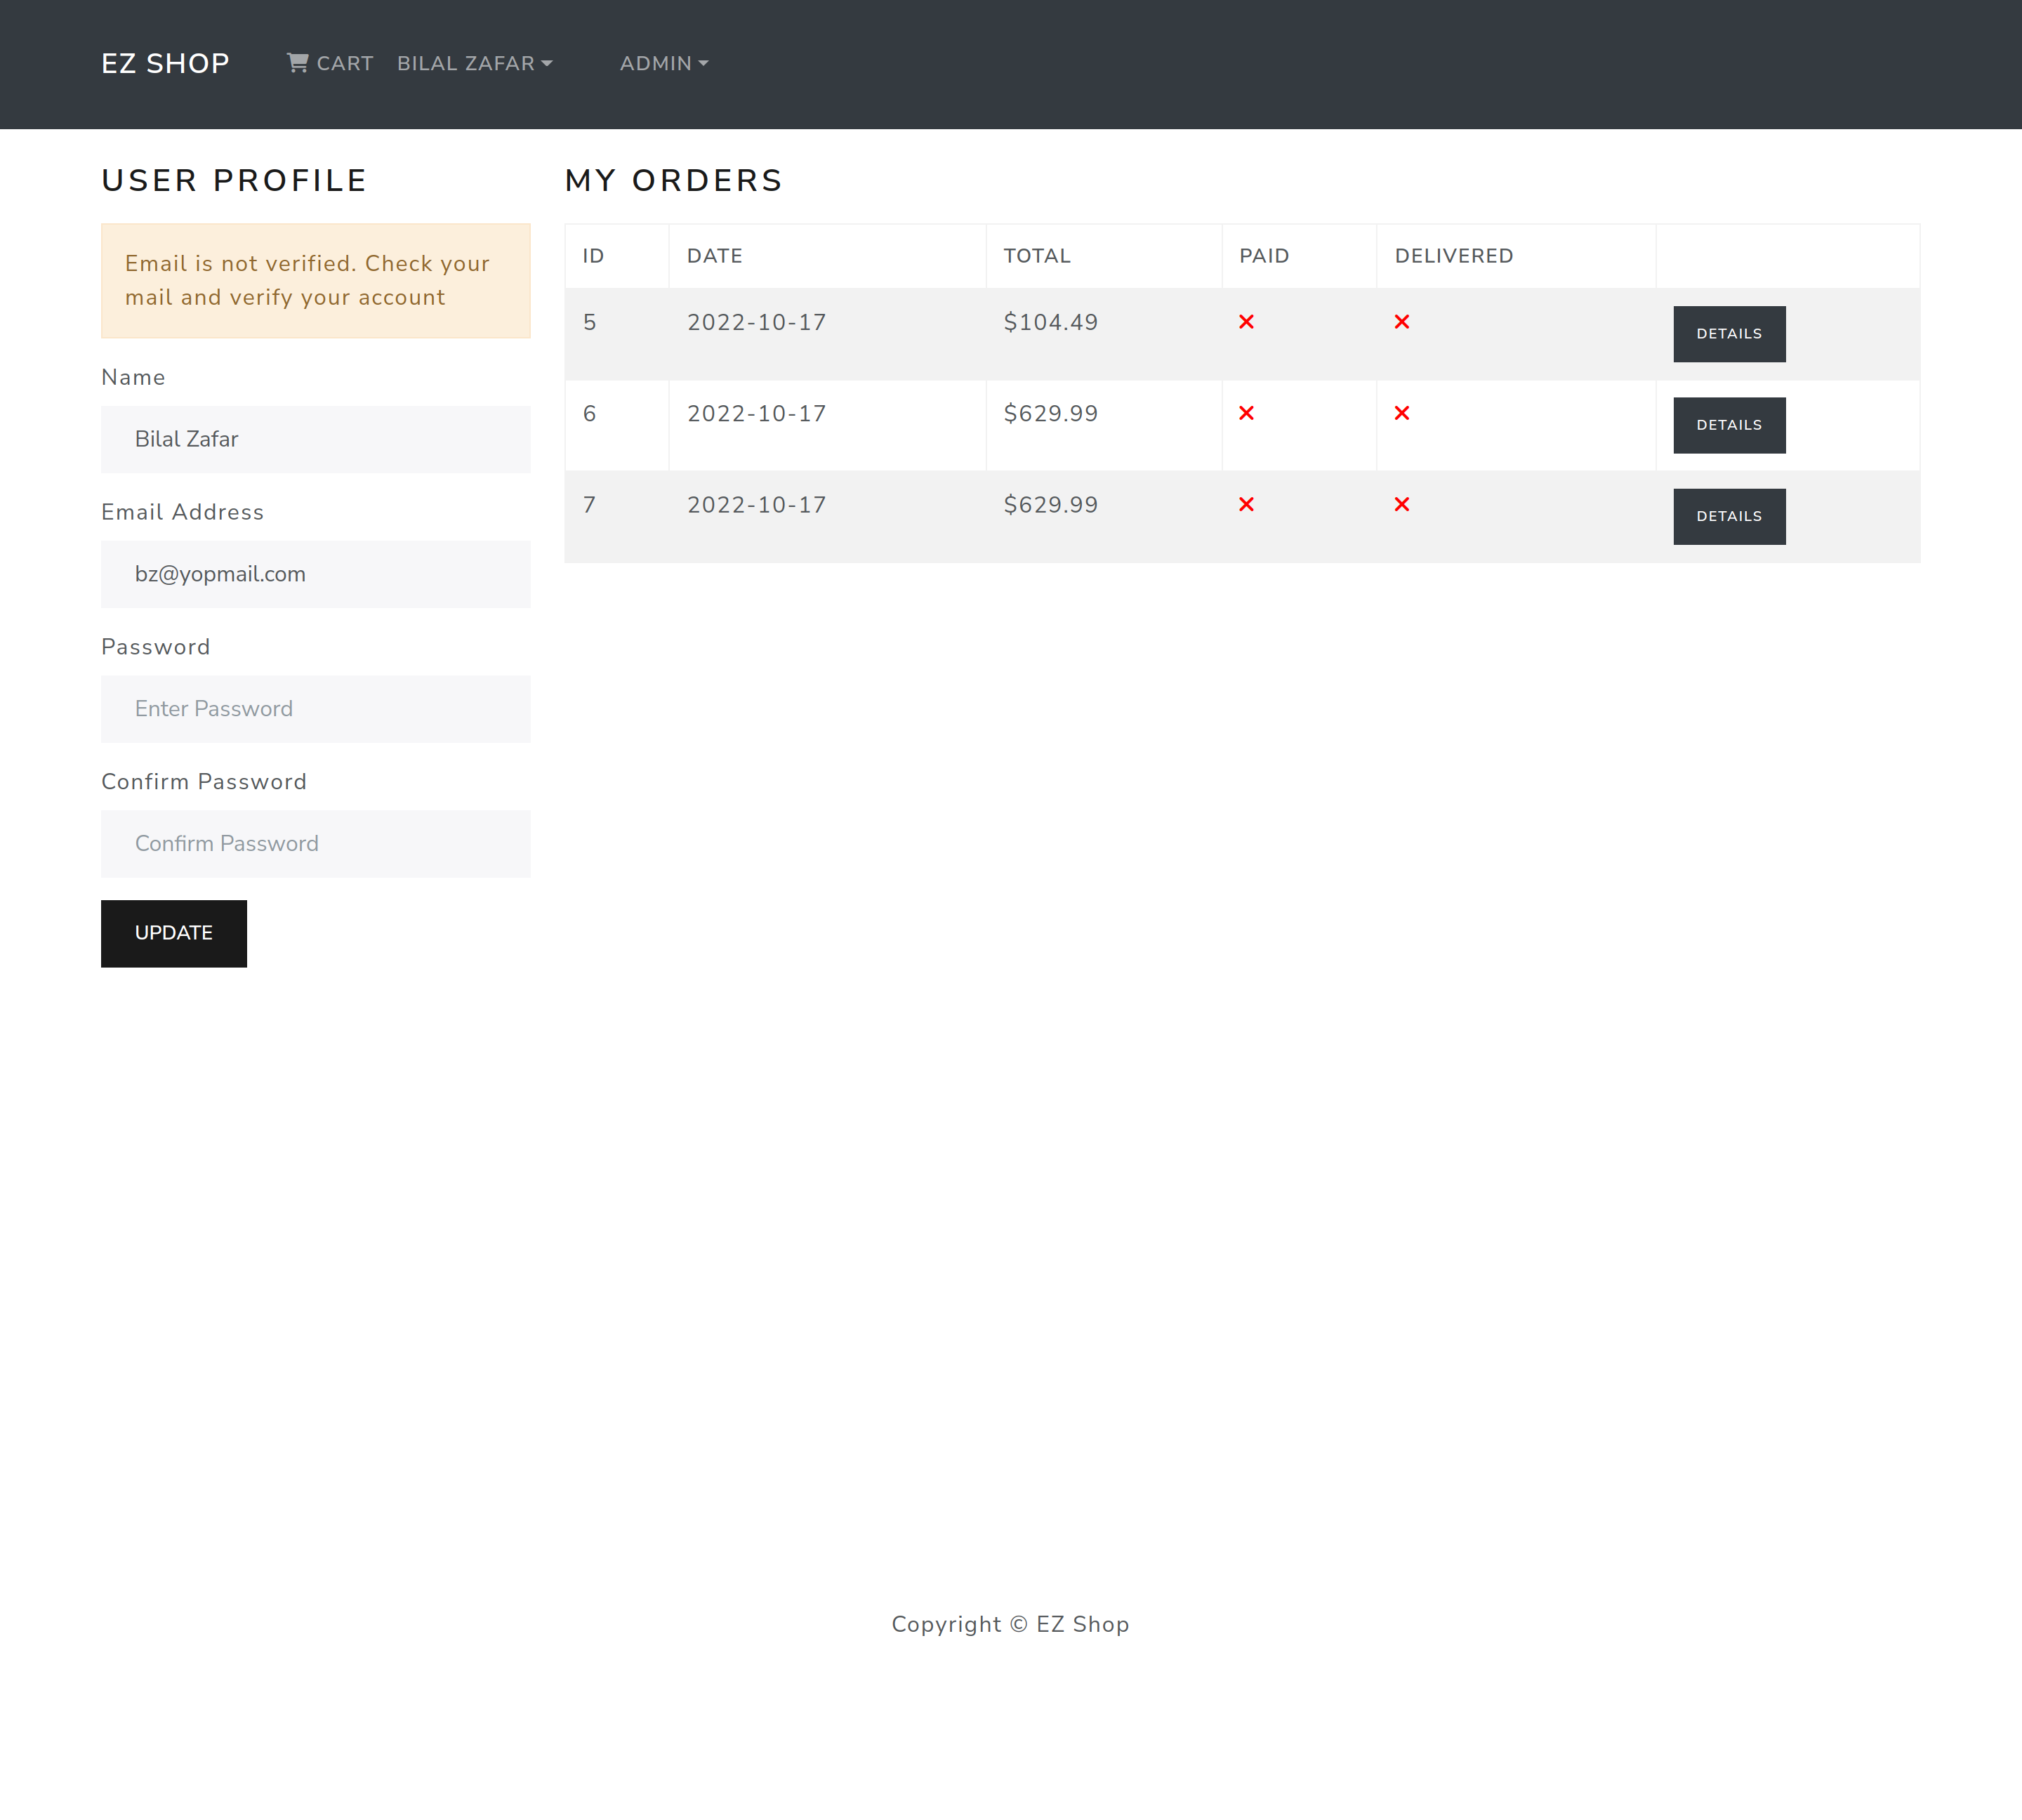 EZ SHOP CART BILAL ZAFAR ADMIN
USER PROFILE
Email is not verified. Check your
mail and verify your account
Name
Bilal Zafar
Email Address
bz@yopmail.com
Password
Enter Password
Confirm Password
Confirm Password
UPDATE
MY ORDERS
ID DATE TOTAL PAID DELIVERED
5 2022-10-17 $104.49 DETAILS
6 2022-10-17 $629.99 DETAILS
7 2022-10-17 $629.99 DETAILS
Copyright © EZ Shop